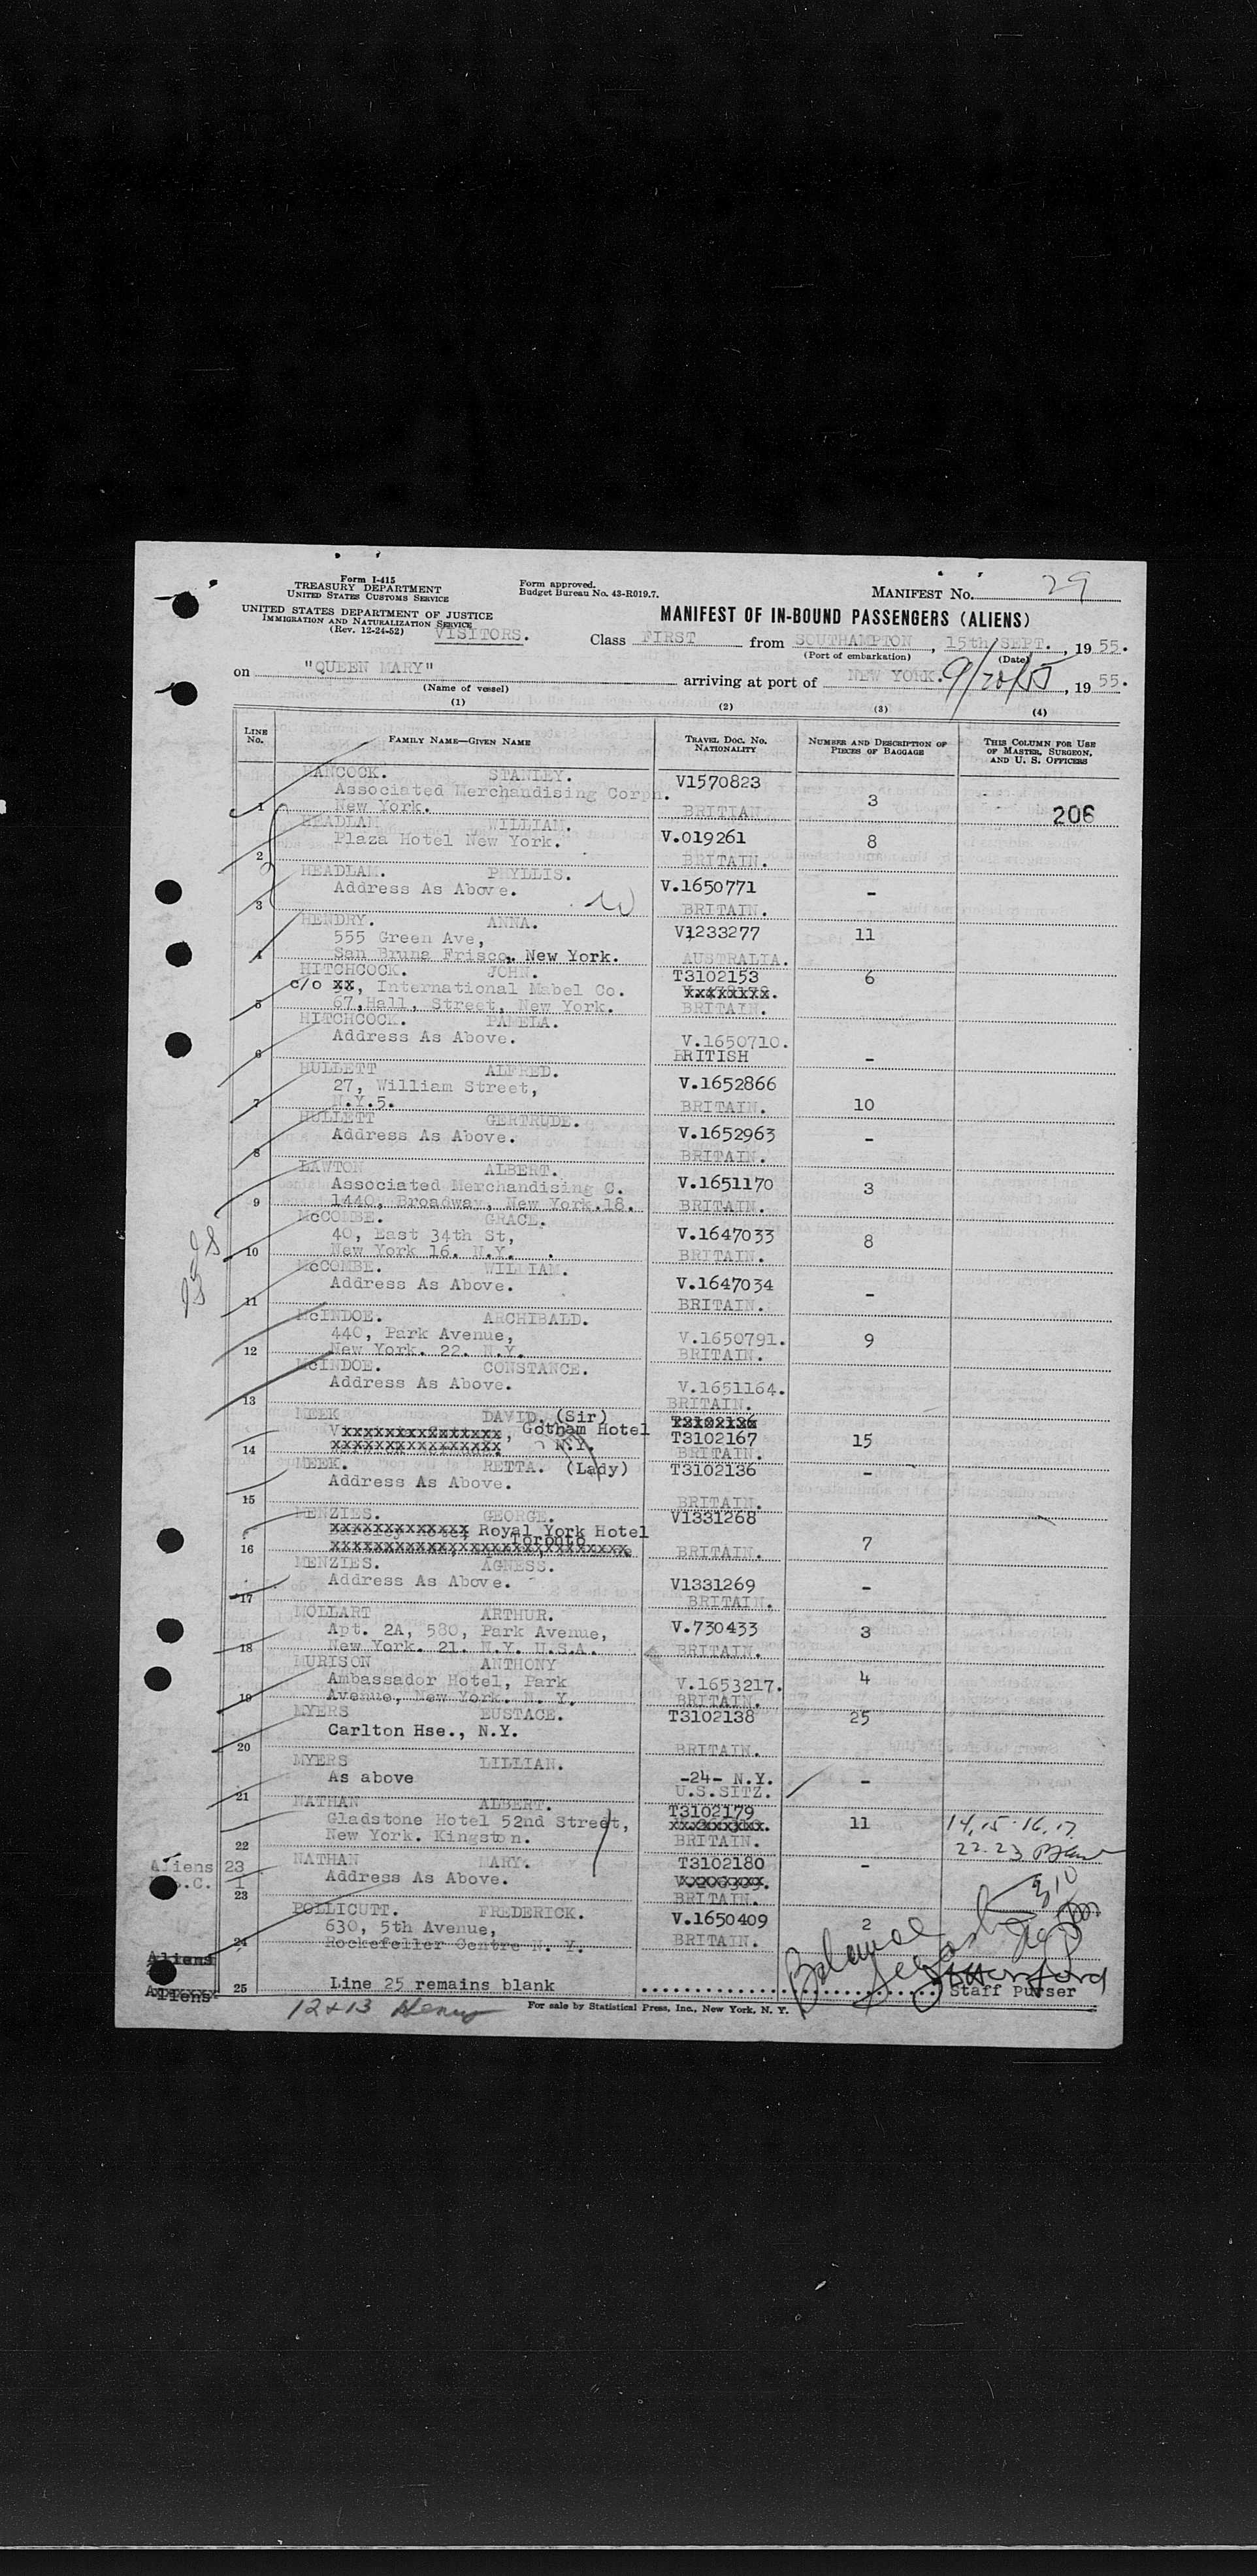 Form I-415
TREASURY DEPARTMENT
UNITED STATES CUSTOMS SERVICE
UNITED STATES DEPARTMENT OF JUSTICE
IMMIGRATION AND NATURALIZATION SERVICE
(Rev. 12-24-52)
VISITORS.
Form approved.
Budget Bureau No. 43-R019.7.
MANIFEST No. 29
MANIFEST OF IN-BOUND PASSENGERS (ALIENS)
Class FIRST from SOUTHAMPTON, 15th SEPT., 1955.
(Port of embarkation) (Date)
on "QUEEN MARY" arriving at port of NEW YORK. 9/20/55, 1955.
(Name of vessel)
(1) (2) (3) (4)
LINE No. FAMILY NAME—GIVEN NAME TRAVEL DOC. No. NATIONALITY NUMBER AND DESCRIPTION OF PIECES OF BAGGAGE THIS COLUMN FOR USE OF MASTER, SURGEON, AND U. S. OFFICERS
HANCOCK. STANLEY. V1570823
Associated Merchandising Corpn. 3
1 New York. BRITIAN. 206
HEADLAM WILLIAM. V.019261 8
Plaza Hotel New York.
2 BRITAIN.
HEADLAM. PHYLLIS. V.1650771 -
Address As Above.
3 BRITAIN.
HENDRY. ANNA. V1233277 11
555 Green Ave,
4 San Bruna Frisco, New York. AUSTRALIA.
HITCHCOCK. JOHN. T3102153 6
c/o xx, International Mabel Co. xxxxxxxx.
5 67,Hall, Street, New York. BRITAIN.
HITCHCOCK. PAMELA.
Address As Above. V.1650710.
6 BRITISH -
HULLETT ALFRED. V.1652866
27, William Street,
7 N.Y.5. BRITAIN. 10
HULLETT GERTRUDE. V.1652963 -
Address As Above.
8 BRITAIN.
LAWTON ALBERT. V.1651170 3
Associated Merchandising C.
9 1440, Broadway, New York.18. BRITAIN.
McCOMBE. GRACE. V.1647033 8
40, East 34th St,
10 New York 16. N.Y. BRITAIN.
McCOMBE. WILLIAM. V.1647034 -
Address As Above.
11 BRITAIN.
McINDOE. ARCHIBALD.
440, Park Avenue, V.1650791. 9
12 New York. 22. N.Y. BRITAIN.
McINDOE. CONSTANCE.
Address As Above. V.1651164.
13 BRITAIN.
MEEK DAVID. (Sir) T3102136
xxxxxxxxxxxxxxxx, Gotham Hotel T3102167 15
14 xxxxxxxxxxxxxxxxx N.Y. BRITAIN.
MEEK. RETTA. (Lady) T3102136 -
Address As Above.
15 BRITAIN.
MENZIES. GEORGE. V1331268
xxxxxxxxxxxxx Royal York Hotel
16 Toronto BRITAIN. 7
MENZIES. AGNESS.
Address As Above. V1331269 -
17 BRITAIN.
MOLLART ARTHUR. V.730433 3
Apt. 2A, 580, Park Avenue,
18 New York. 21. N.Y. U.S.A. BRITAIN.
MURISON ANTHONY 4
Ambassador Hotel, Park V.1653217.
19 Avenue, New York. N. Y. BRITAIN.
MYERS EUSTACE. T3102138 25
Carlton Hse., N.Y.
20 BRITAIN.
MYERS LILLIAN.
As above -24- N.Y. -
21 U.S.SITZ.
NATHAN ALBERT. T3102179
Gladstone Hotel 52nd Street, xxxxxxxxx. 11 14, 15. 16, 17,
22 New York. Kingston. BRITAIN. 22. 23
Aliens 23 NATHAN MARY. T3102180 -
.C. 1 Address As Above. xxxxxxxx.
23 BRITAIN.
POLLICUTT. FREDERICK. V.1650409 2
630, 5th Avenue,
24 Rockefeller Centre N. Y. BRITAIN.
Balance
Aliens
25 Line 25 remains blank
Staff Purser
Aliens
12 + 13 Henry
For sale by Statistical Press, Inc., New York, N. Y.